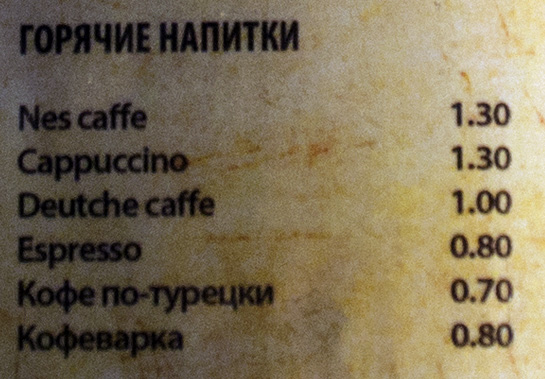 ГОРЯЧИЕ НАПИТКИ
Nes caffe 1.30
Cappuccino 1.30
Deutche caffe 1.00
Espresso 0.80
Кофе по-турецки 0.70
Кофеварка 0.80